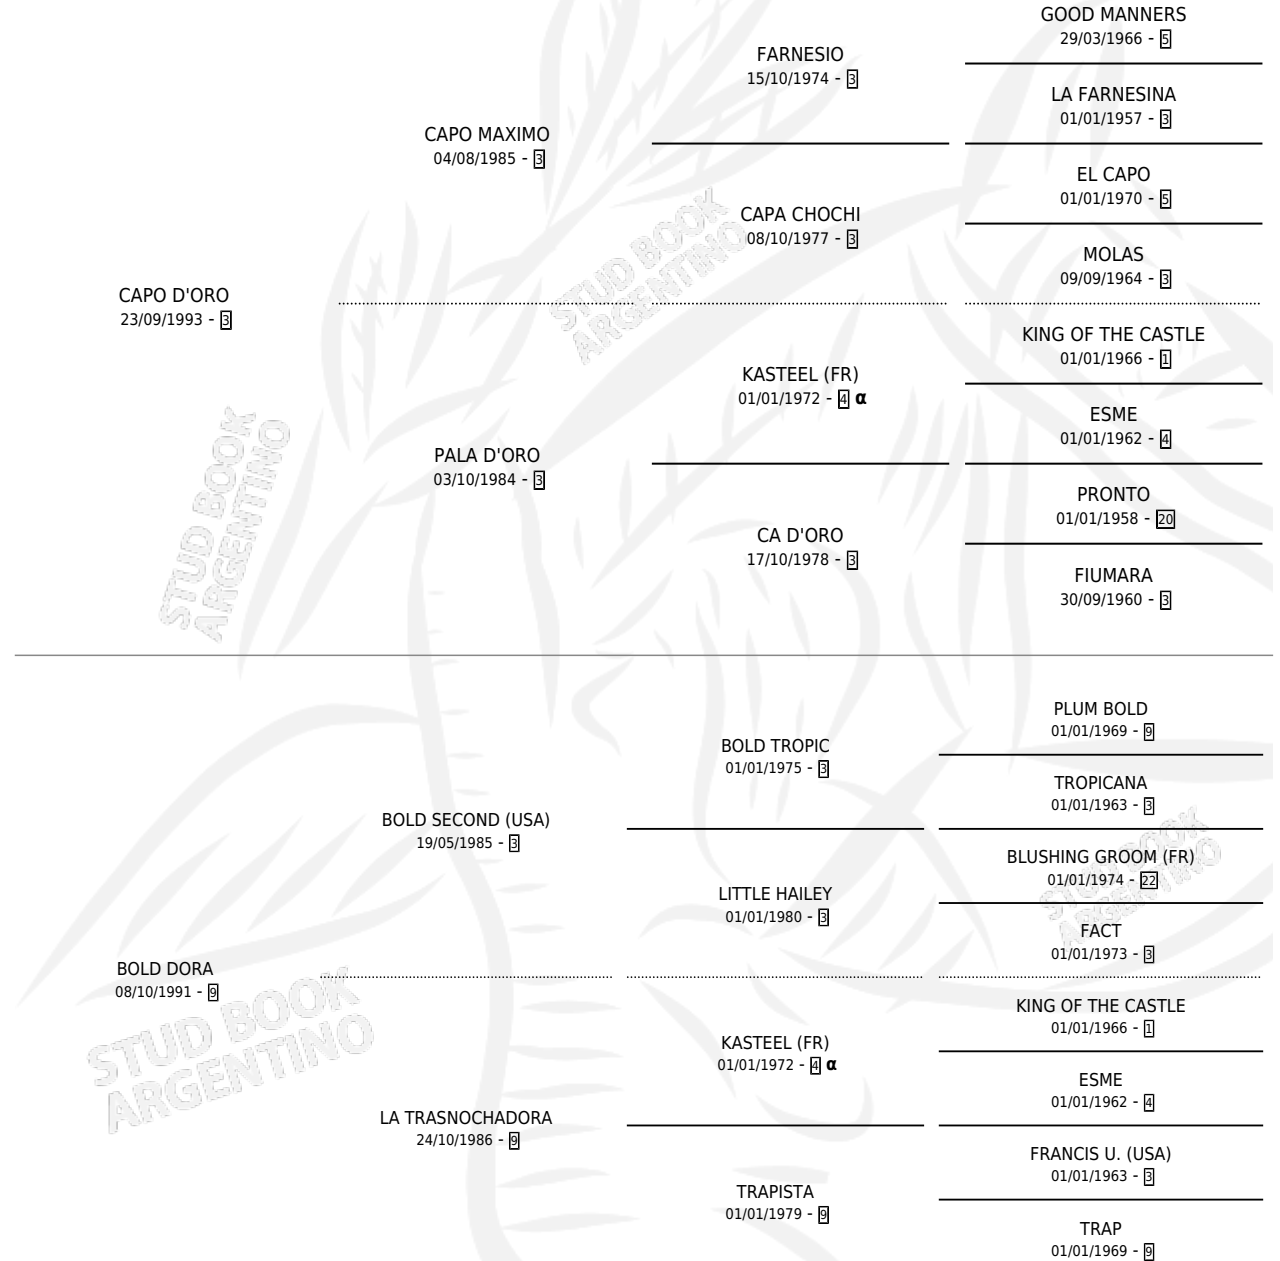 GOOD MANNERS
29/03/1966 - 5
FARNESIO
15/10/1974 - 3
LA FARNESINA
01/01/1957 - 3
CAPO MAXIMO
04/08/1985 - 3
EL CAPO
01/01/1970 - 5
CAPA CHOCHI
08/10/1977 - 3
MOLAS
09/09/1964 - 3
CAPO D'ORO
23/09/1993 - 3
KING OF THE CASTLE
01/01/1966 - 1
KASTEEL (FR)
01/01/1972 - 4 α
ESME
01/01/1962 - 4
PALA D'ORO
03/10/1984 - 3
PRONTO
01/01/1958 - 20
CA D'ORO
17/10/1978 - 3
FIUMARA
30/09/1960 - 3
PLUM BOLD
01/01/1969 - 9
BOLD TROPIC
01/01/1975 - 3
TROPICANA
01/01/1963 - 3
BOLD SECOND (USA)
19/05/1985 - 3
BLUSHING GROOM (FR)
01/01/1974 - 22
LITTLE HAILEY
01/01/1980 - 3
FACT
01/01/1973 - 3
BOLD DORA
08/10/1991 - 9
KING OF THE CASTLE
01/01/1966 - 1
KASTEEL (FR)
01/01/1972 - 4 α
ESME
01/01/1962 - 4
LA TRASNOCHADORA
24/10/1986 - 9
FRANCIS U. (USA)
01/01/1963 - 3
TRAPISTA
01/01/1979 - 9
TRAP
01/01/1969 - 9
STUD BOOK
ARGENTINO
STUD BOOK
ARGENTINO
STUD BOOK
ARGENTINO
STUD BOOK
ARGENTINO